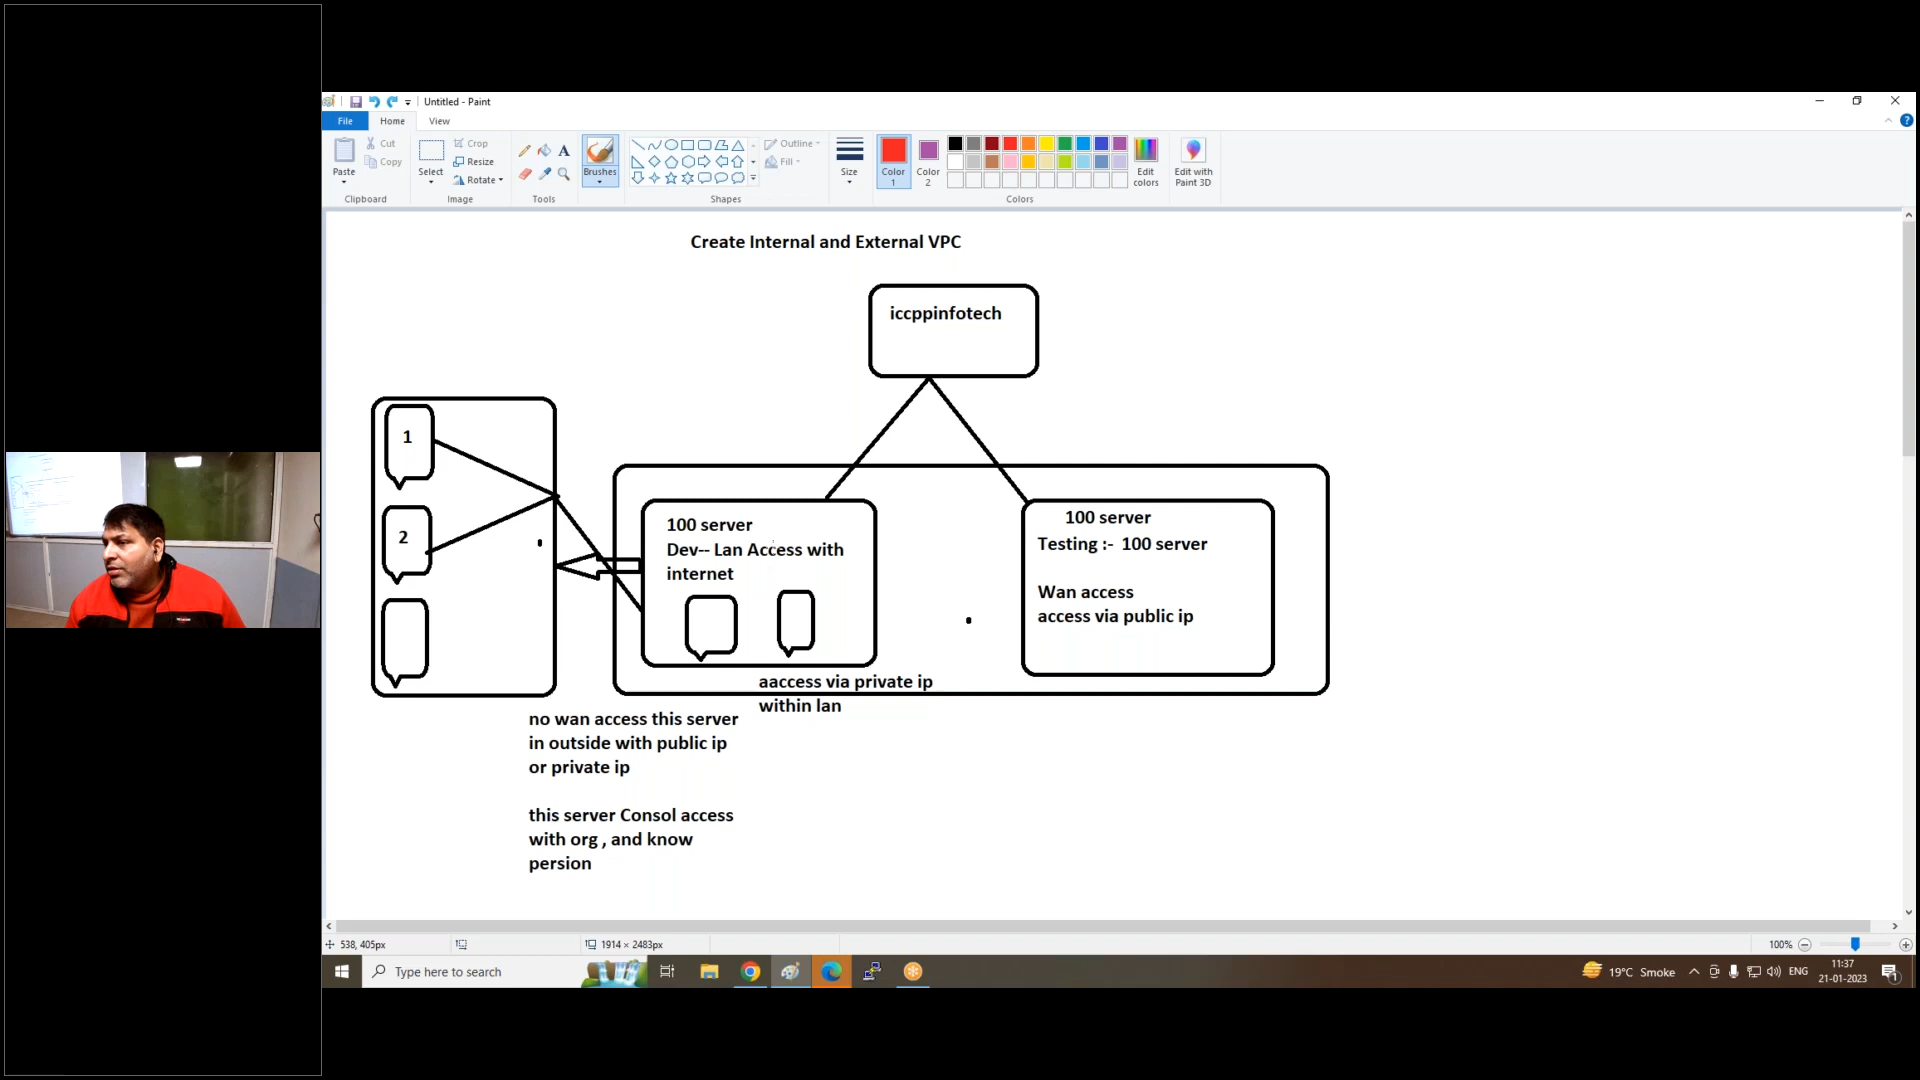 Untitled - Paint
File
Home
View
Paste
Cut
Copy
Clipboard
Select
Crop
Resize
Rotate
Image
Tools
Brushes
Shapes
Outline
Fill
Size
Color 1
Color 2
Edit colors
Colors
Edit with Paint 3D
Create Internal and External VPC
iccppinfotech
1
2
100 server
Dev-- Lan Access with
internet
100 server
Testing :- 100 server
Wan access
access via public ip
aaccess via private ip
within lan
no wan access this server
in outside with public ip
or private ip
this server Consol access
with org , and know
persion
538, 405px
1914 × 2483px
100%
Type here to search
19°C Smoke
ENG
11:37
21-01-2023
1